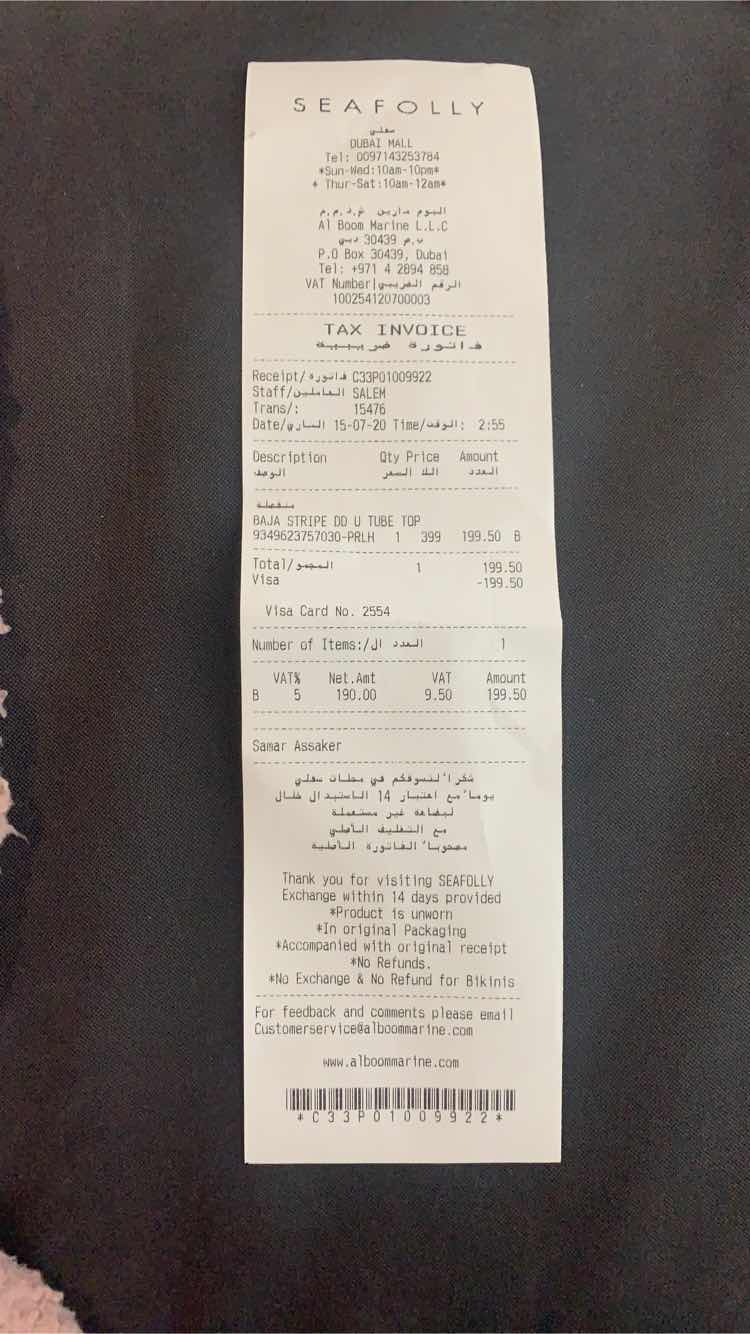 SEAFOLLY
سفلي
DUBAI MALL
Tel: 0097143253784
*Sun-Wed:10am-10pm*
* Thur-Sat:10am-12am*
البوم مارين ش.ذ.م.م
Al Boom Marine L.L.C
ص.ب 30439 دبي
P.O Box 30439, Dubai
Tel: +971 4 2894 858
VAT Number|الرقم الضريبي
100254120700003
TAX INVOICE
فاتورة ضريبية
Receipt/فاتورة C33P01009922
Staff/العاملين SALEM
Trans/: 15476
Date/الساري 15-07-20 Time/الوقت: 2:55
Description Qty Price Amount
الوصف اللا السعر العدد
منفصلة
BAJA STRIPE DD U TUBE TOP
9349623757030-PRLH 1 399 199.50 B
Total/المجمو 1 199.50
Visa -199.50
Visa Card No. 2554
Number of Items:/العدد ال 1
VAT% Net.Amt VAT Amount
B 5 190.00 9.50 199.50
Samar Assaker
شكرا لتسوقكم في محلات سفلي
يوما مع اعتبار 14 الاستبدال خلال
لبضاعة غير مستعملة
مع التغليف الأصلي
مصحوبا الفاتورة الأصلية
Thank you for visiting SEAFOLLY
Exchange within 14 days provided
*Product is unworn
*In original Packaging
*Accompanied with original receipt
*No Refunds.
*No Exchange & No Refund for Bikinis
For feedback and comments please email
Customerservice@alboommarine.com
www.alboommarine.com
*C33P01009922*